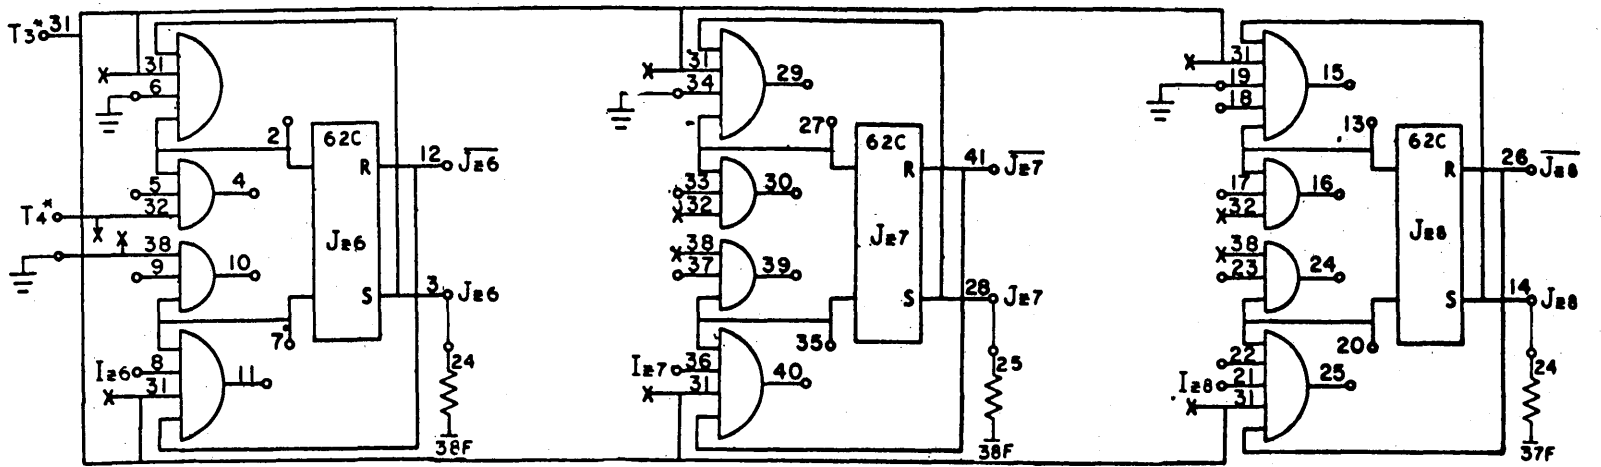 T3* 31
31 31 31
6 34 19
18
29 15
2 27 13
62C 62C 62C
R R R
12 J₂6 41 J₂7 26 J₂8
5 4 33 30 17 16
T4* 32 32 32
J₂6 J₂7 J₂8
38 38 38
9 10 37 39 23 24
S S S
3 J₂6 28 J₂7 14 J₂8
7 35 20
I₂6 8 I₂7 36 22
I₂8 21
11 40 25
31 31 31
24 25 24
38F 38F 37F